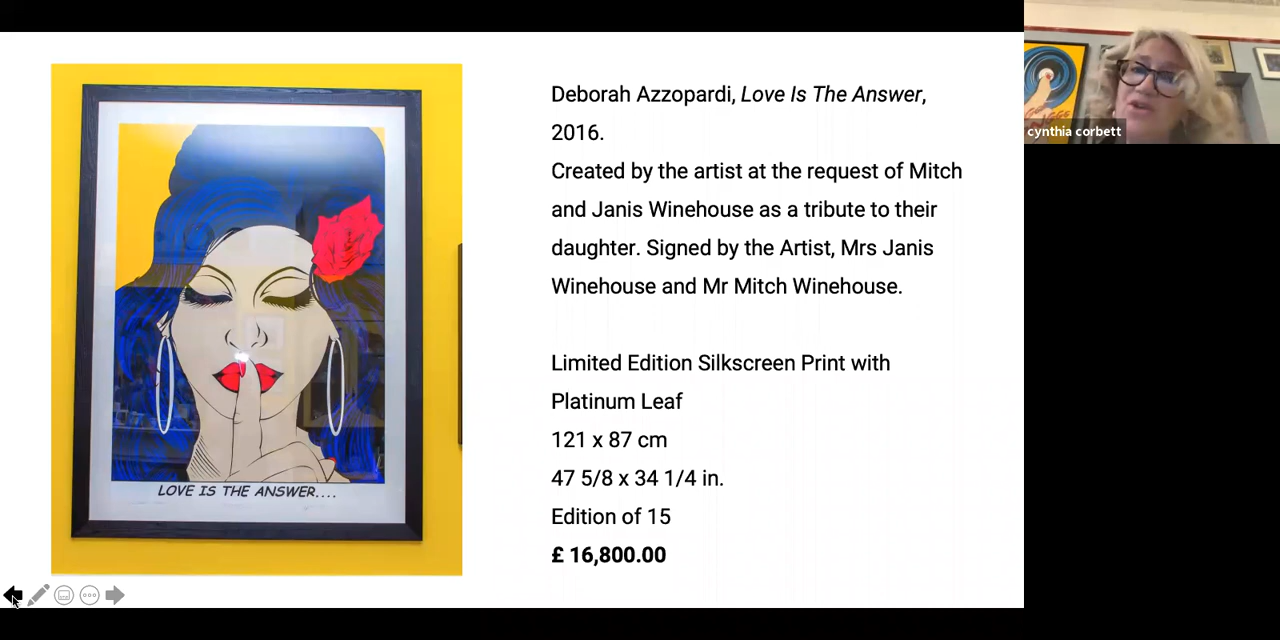 Deborah Azzopardi, Love Is The Answer,
2016.
Created by the artist at the request of Mitch
and Janis Winehouse as a tribute to their
daughter. Signed by the Artist, Mrs Janis
Winehouse and Mr Mitch Winehouse.
Limited Edition Silkscreen Print with
Platinum Leaf
121 x 87 cm
47 5/8 x 34 1/4 in.
Edition of 15
£ 16,800.00
LOVE IS THE ANSWER....
cynthia corbett